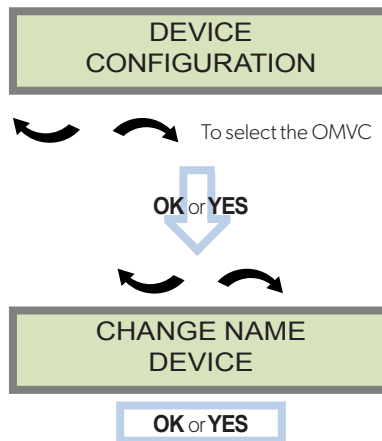 DEVICE
CONFIGURATION
To select the OMVC
OK or YES
CHANGE NAME
DEVICE
OK or YES